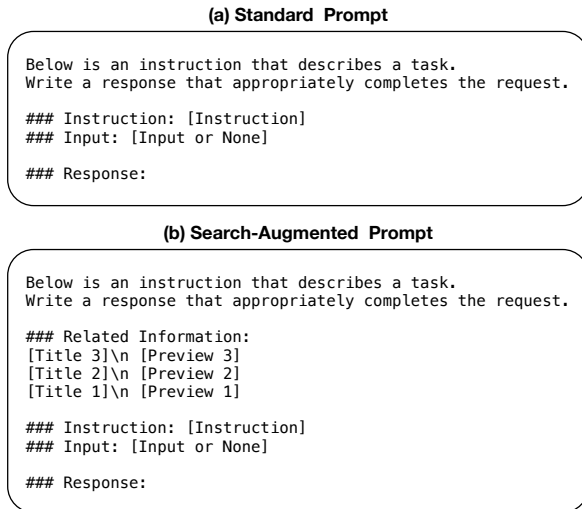 (a) Standard Prompt
Below is an instruction that describes a task.
Write a response that appropriately completes the request.
### Instruction: [Instruction]
### Input: [Input or None]
### Response:
(b) Search-Augmented Prompt
Below is an instruction that describes a task.
Write a response that appropriately completes the request.
### Related Information:
[Title 3]\n [Preview 3]
[Title 2]\n [Preview 2]
[Title 1]\n [Preview 1]
### Instruction: [Instruction]
### Input: [Input or None]
### Response: